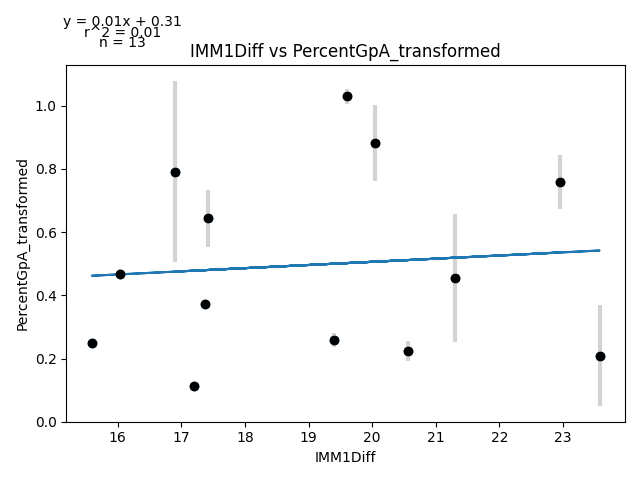 y = 0.01x + 0.31
r^2 = 0.01
n = 13
IMM1Diff vs PercentGpA_transformed
PercentGpA_transformed
1.0
0.8
0.6
0.4
0.2
0.0
16 17 18 19 20 21 22 23
IMM1Diff